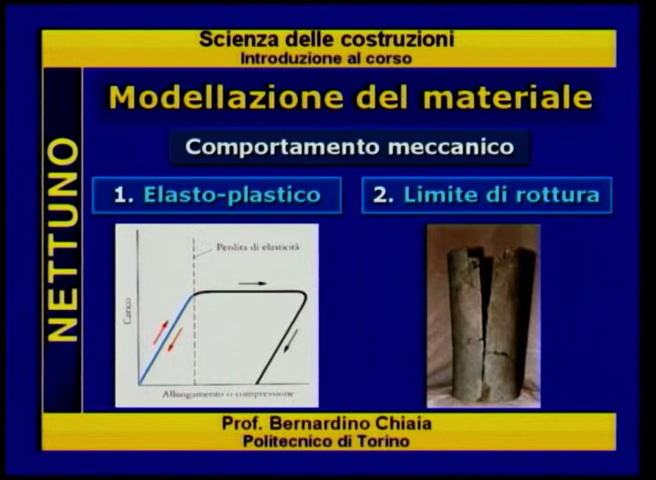 Scienza delle costruzioni
Introduzione al corso
NETTUNO
Modellazione del materiale
Comportamento meccanico
1. Elasto-plastico
2. Limite di rottura
Perdita di elasticità
Carico
Allungamento o compressione
Prof. Bernardino Chiaia
Politecnico di Torino